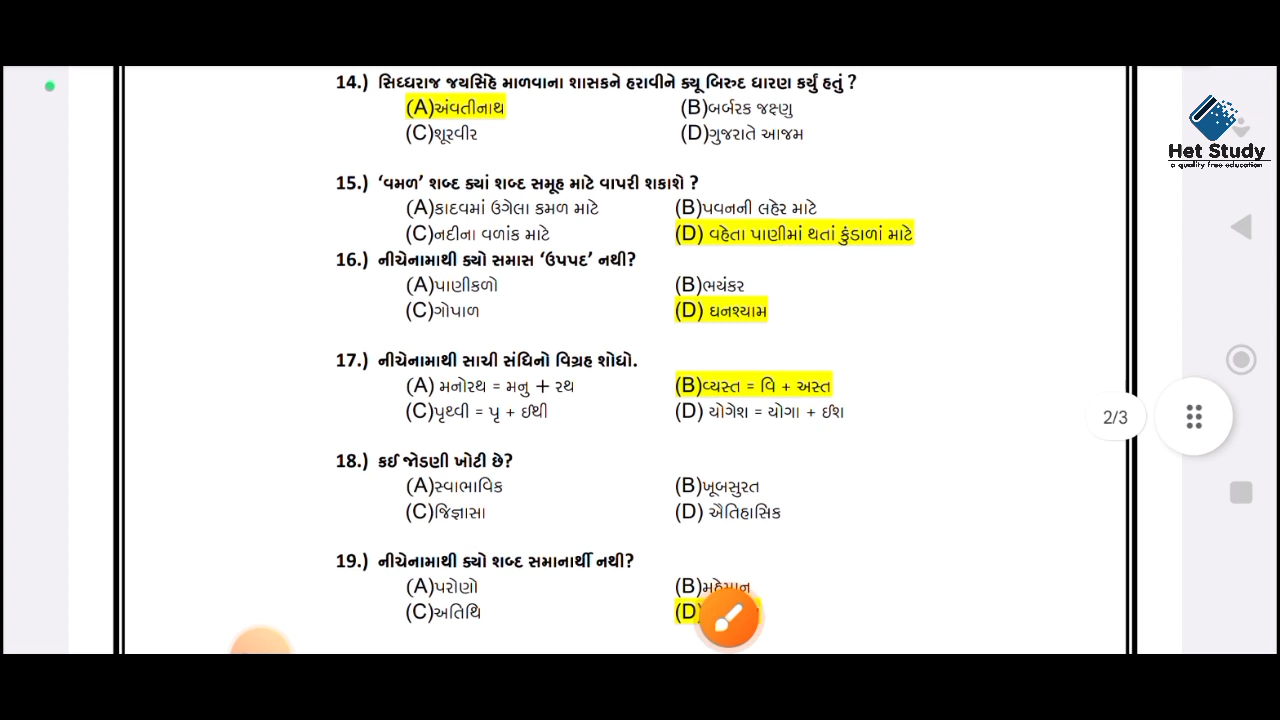 14.) સિધ્ધરાજ જયસિંહે માળવાના શાસકને હરાવીને ક્યૂ બિરુદ ધારણ કર્યું હતું ?
(A)અંવતીનાથ (B)બર્બરક જક્ષ્ણુ
(C)શૂરવીર (D)ગુજરાતે આજમ
Het Study
a quality free education
15.) ‘વમળ’ શબ્દ ક્યાં શબ્દ સમૂહ માટે વાપરી શકાશે ?
(A)કાદવમાં ઉગેલા કમળ માટે (B)પવનની લહેર માટે
(C)નદીના વળાંક માટે (D) વહેતા પાણીમાં થતાં કુંડાળાં માટે
16.) નીચેનામાથી ક્યો સમાસ ‘ઉપપદ’ નથી?
(A)પાણીકળો (B)ભયંકર
(C)ગોપાળ (D) ઘનશ્યામ
17.) નીચેનામાથી સાચી સંધિનો વિગ્રહ શોધો.
(A) મનોરથ = મનુ + રથ (B)વ્યસ્ત = વિ + અસ્ત
(C)પૃથ્વી = પૃ + ઈથી (D) યોગેશ = યોગા + ઈશ
2/3
18.) કઈ જોડણી ખોટી છે?
(A)સ્વાભાવિક (B)ખૂબસુરત
(C)જિજ્ઞાસા (D) ઐતિહાસિક
19.) નીચેનામાથી ક્યો શબ્દ સમાનાર્થી નથી?
(A)પરોણો (B)મહેમાન
(C)અતિથિ (D)